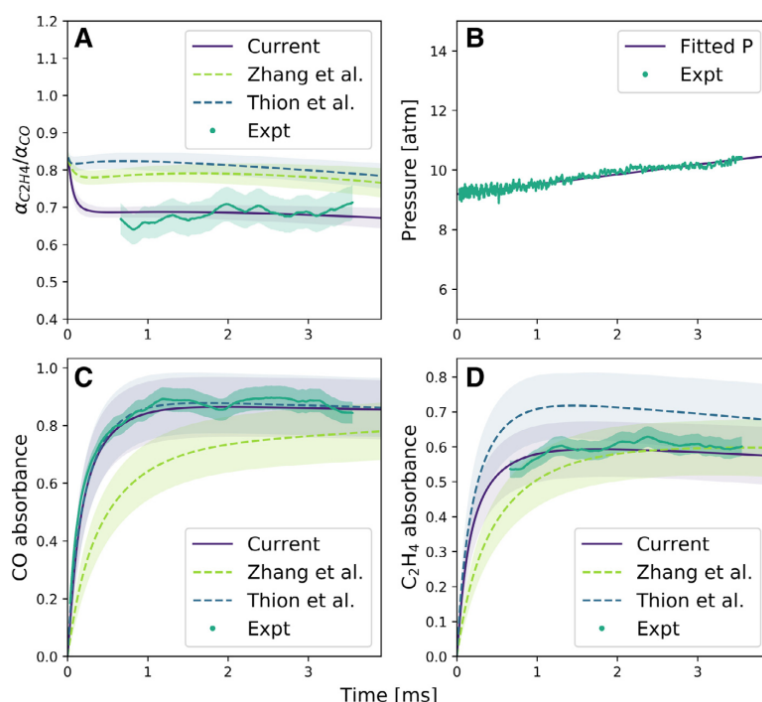 A
α_C2H4/α_CO
1.2
1.1
1.0
0.9
0.8
0.7
0.6
0.5
0.4
0
1
2
3
Current
Zhang et al.
Thion et al.
Expt
B
Pressure [atm]
14
12
10
8
6
0
1
2
3
Fitted P
Expt
C
CO absorbance
1.0
0.8
0.6
0.4
0.2
0.0
0
1
2
3
Current
Zhang et al.
Thion et al.
Expt
D
C₂H₄ absorbance
0.8
0.7
0.6
0.5
0.4
0.3
0.2
0.1
0.0
0
1
2
3
Current
Zhang et al.
Thion et al.
Expt
Time [ms]